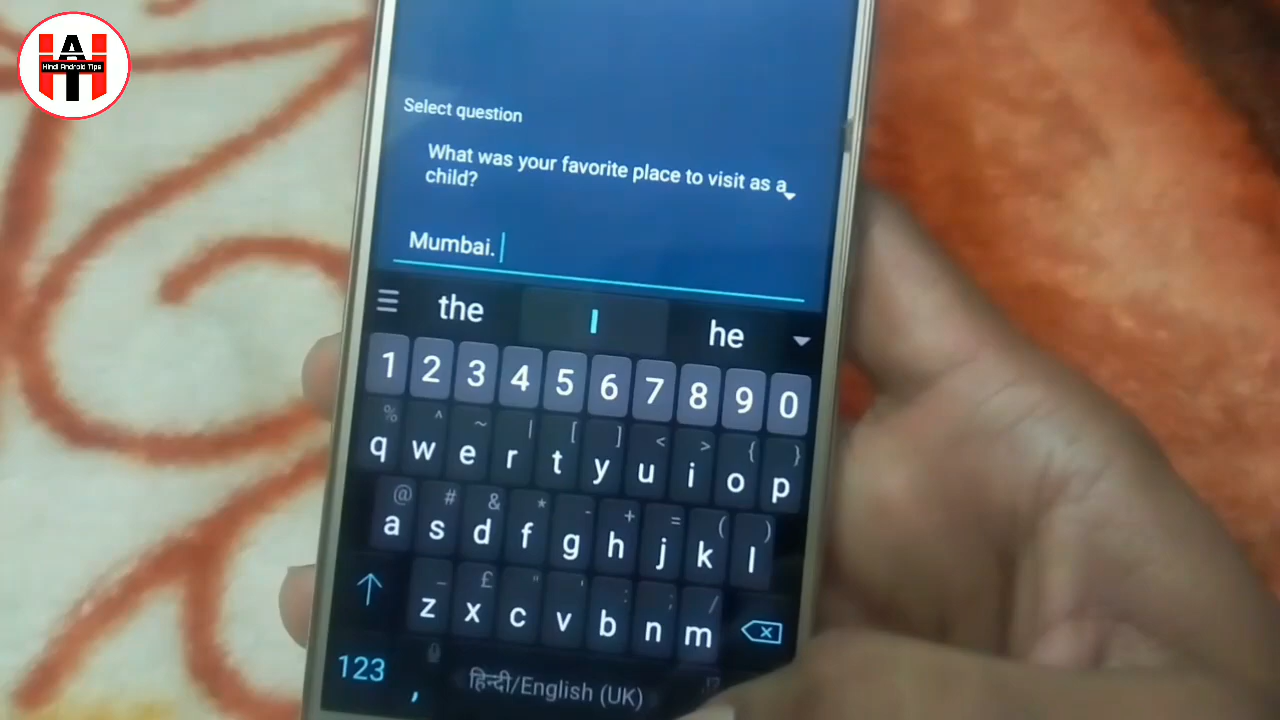 HAT
Hindi Android Tips
Select question
What was your favorite place to visit as a
child?
Mumbai.
the I he
1 2 3 4 5 6 7 8 9 0
% ^ ~ | [ ] < > { }
q w e r t y u i o p
@ # & * - + = ( )
a s d f g h j k l
_ £ " ' : ; /
z x c v b n m
123 , हिन्दी/English (UK) !?